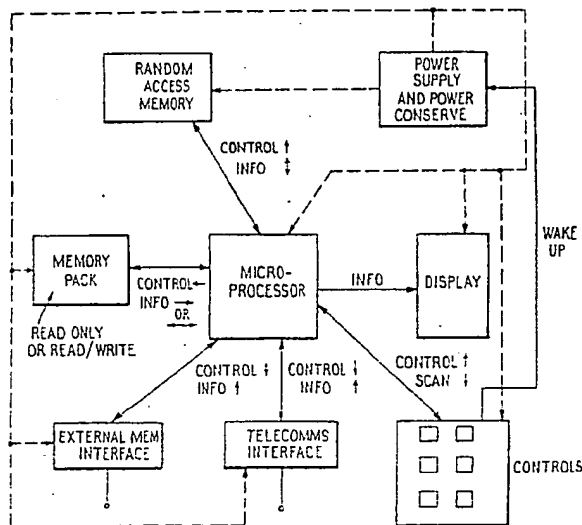 RANDOM
ACCESS
MEMORY
POWER
SUPPLY
AND POWER
CONSERVE
CONTROL ↑
INFO ↕
WAKE
UP
MEMORY
PACK
CONTROL ←
INFO →
OR
↔
MICRO-
PROCESSOR
INFO
DISPLAY
READ ONLY
OR READ/WRITE
CONTROL ↓
INFO ↑
CONTROL ↓
INFO ↑
CONTROL ↑
SCAN ↓
EXTERNAL MEM
INTERFACE
TELECOMMS
INTERFACE
CONTROLS